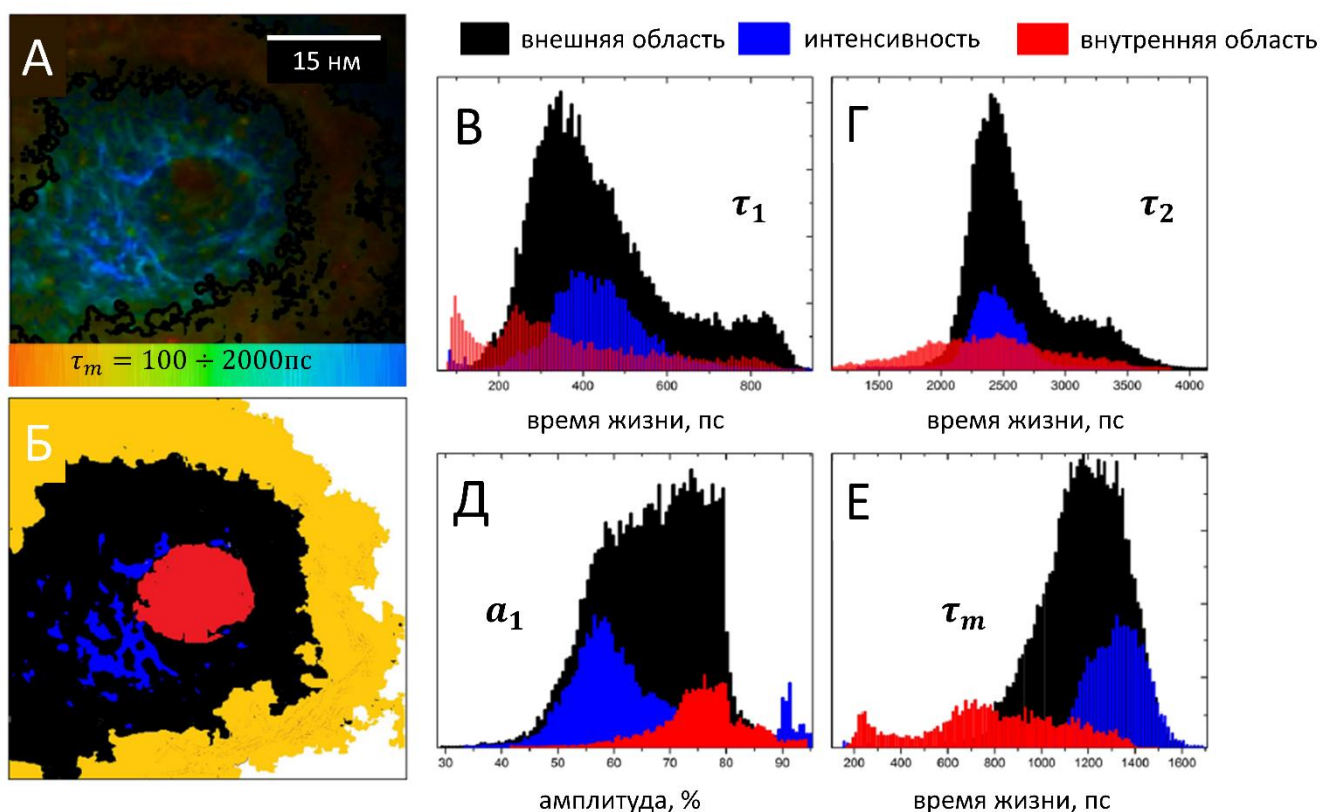 внешняя область интенсивность внутренняя область
А
15 нм
τₘ = 100 ÷ 2000пс
Б
В
τ₁
200 400 600 800
время жизни, пс
Г
τ₂
1500 2000 2500 3000 3500 4000
время жизни, пс
Д
a₁
30 40 50 60 70 80 90
амплитуда, %
Е
τₘ
200 400 600 800 1000 1200 1400 1600
время жизни, пс